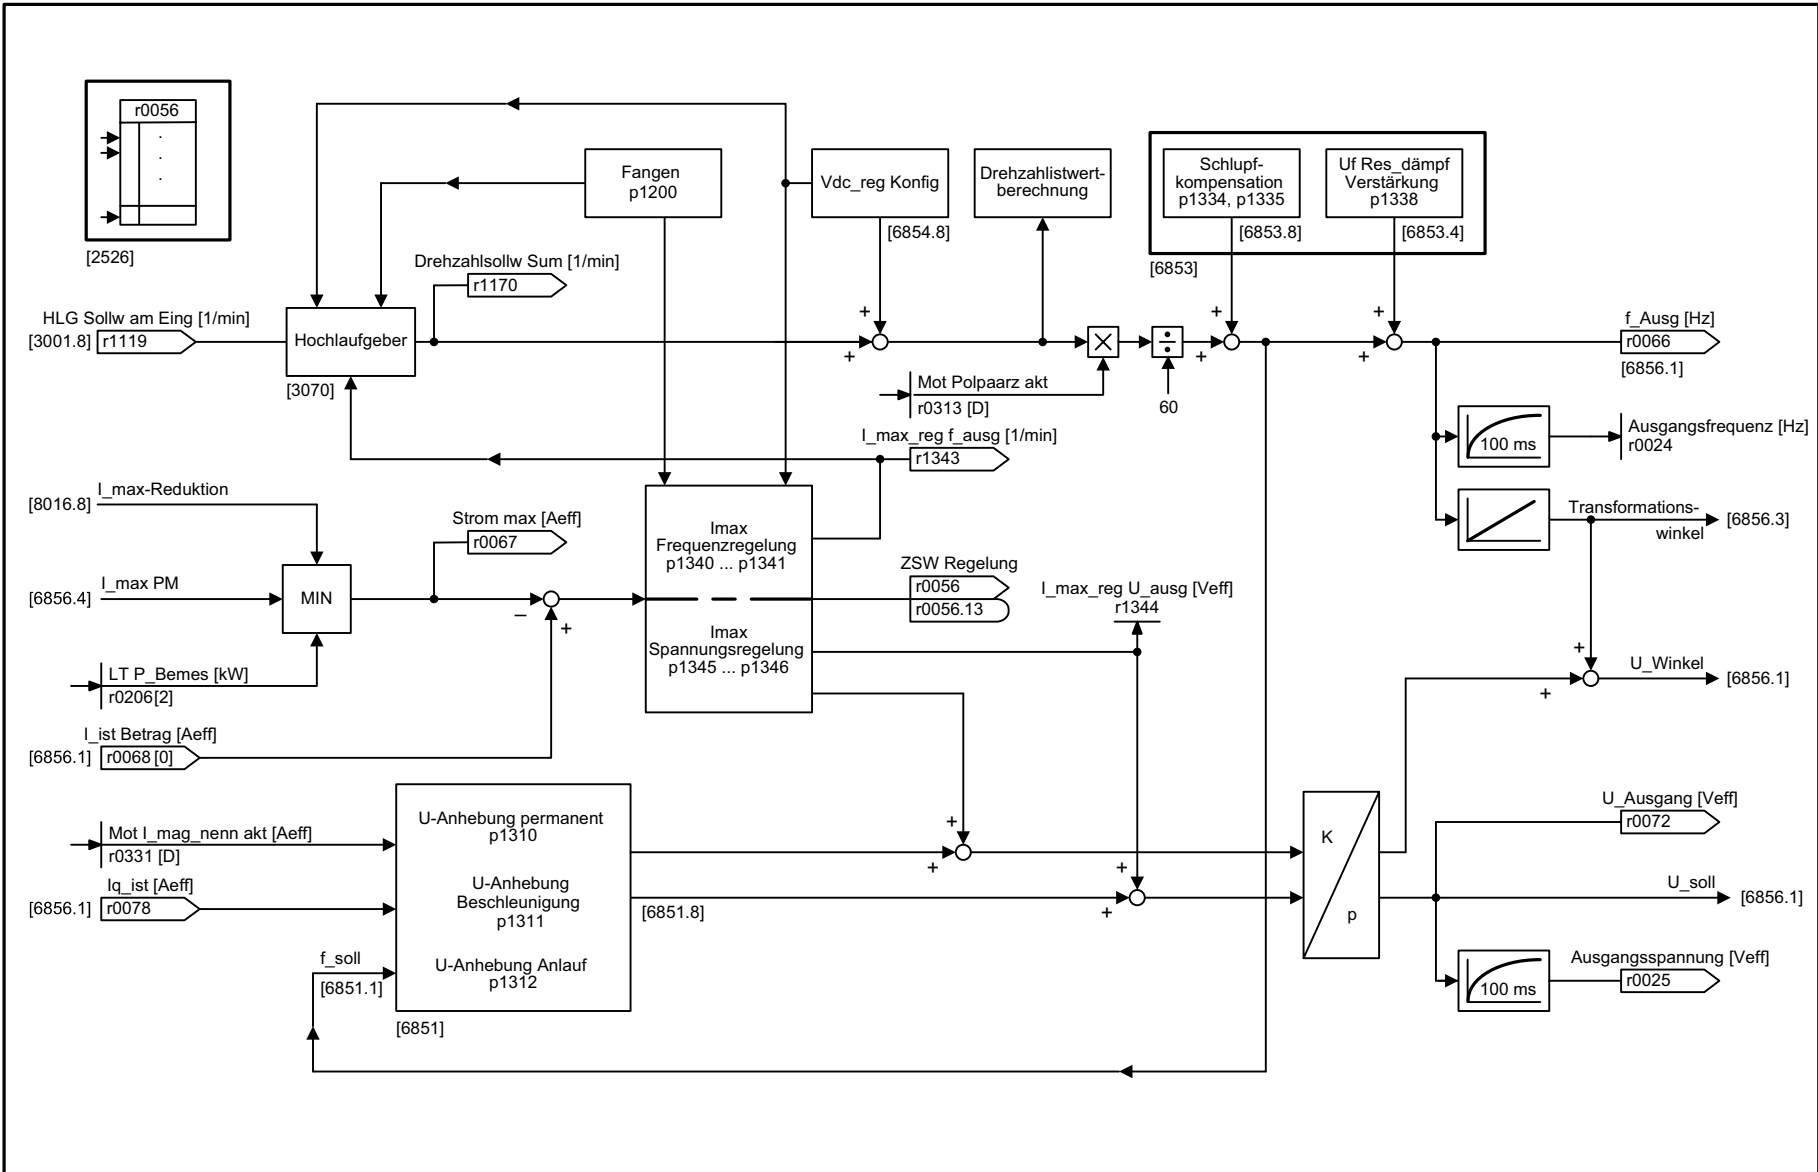 r0056
.
.
.
[2526]
Fangen
p1200
Vdc_reg Konfig
[6854.8]
Drehzahlistwert-
berechnung
Schlupf-
kompensation
p1334, p1335
[6853.8]
Uf Res_dämpf
Verstärkung
p1338
[6853.4]
[6853]
Drehzahlsollw Sum [1/min]
r1170
HLG Sollw am Eing [1/min]
[3001.8] r1119
Hochlaufgeber
[3070]
+
+
+
+
+
+
Mot Polpaarz akt
r0313 [D]
60
f_Ausg [Hz]
r0066
[6856.1]
100 ms
Ausgangsfrequenz [Hz]
r0024
I_max_reg f_ausg [1/min]
r1343
[8016.8] I_max-Reduktion
Strom max [Aeff]
r0067
Transformations-
winkel
[6856.3]
[6856.4] I_max PM
MIN
–
+
Imax
Frequenzregelung
p1340 ... p1341
Imax
Spannungsregelung
p1345 ... p1346
ZSW Regelung
r0056
r0056.13
I_max_reg U_ausg [Veff]
r1344
LT P_Bemes [kW]
r0206[2]
+
+
U_Winkel
[6856.1]
I_ist Betrag [Aeff]
[6856.1] r0068 [0]
Mot I_mag_nenn akt [Aeff]
r0331 [D]
Iq_ist [Aeff]
[6856.1] r0078
f_soll
[6851.1]
U-Anhebung permanent
p1310
U-Anhebung
Beschleunigung
p1311
U-Anhebung Anlauf
p1312
[6851]
[6851.8]
+
+
+
+
K
p
U_Ausgang [Veff]
r0072
U_soll
[6856.1]
100 ms
Ausgangsspannung [Veff]
r0025